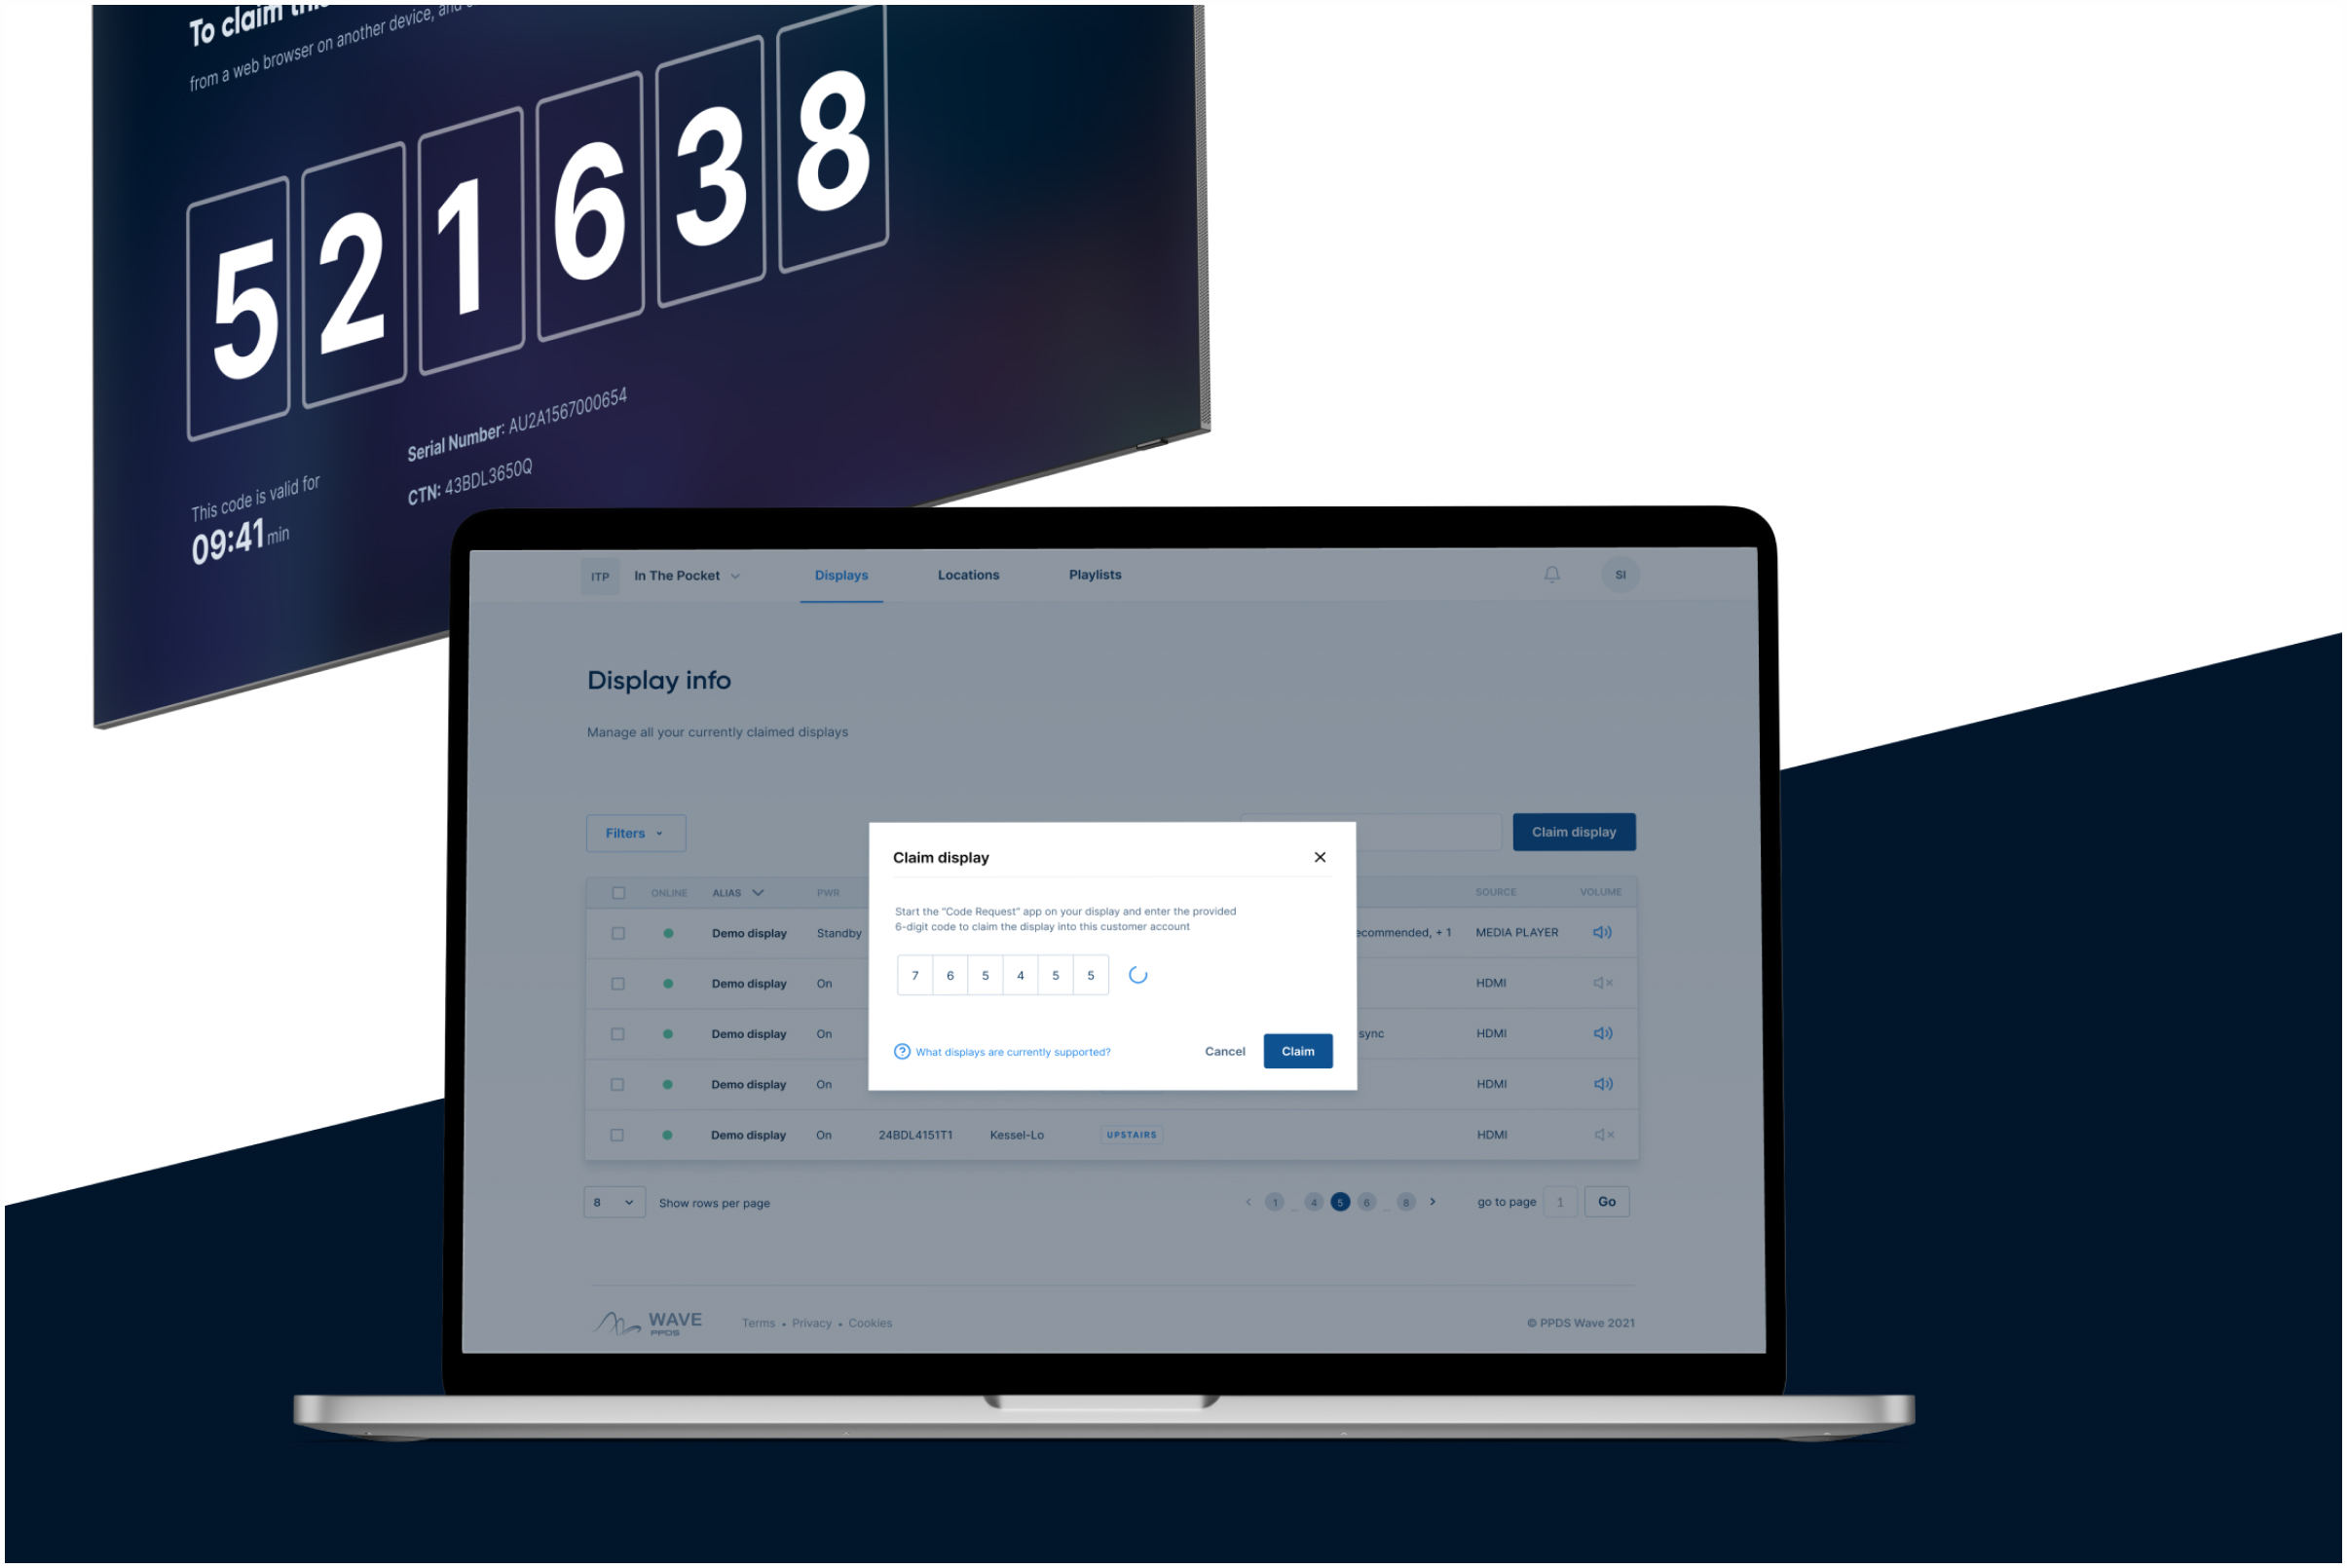 To claim
from a web browser on another device,
5 2 1 6 3 8
This code is valid for
09:41 min
Serial Number: AU2A1567000654
CTN: 43BDL3650Q
ITP In The Pocket Displays Locations Playlists SI
Display info
Manage all your currently claimed displays
Filters Claim display
ONLINE ALIAS PWR SOURCE VOLUME
Demo display Standby + 1 MEDIA PLAYER
Demo display On HDMI
Demo display On sync HDMI
Demo display On HDMI
Demo display On 24BDL4151T1 Kessel-Lo UPSTAIRS HDMI
Claim display
Start the "Code Request" app on your display and enter the provided
6-digit code to claim the display into this customer account
7 6 5 4 5 5
What displays are currently supported? Cancel Claim
8 Show rows per page < 1 ... 4 5 6 ... 8 > go to page 1 Go
WAVE
PPDS
Terms • Privacy • Cookies © PPDS Wave 2021